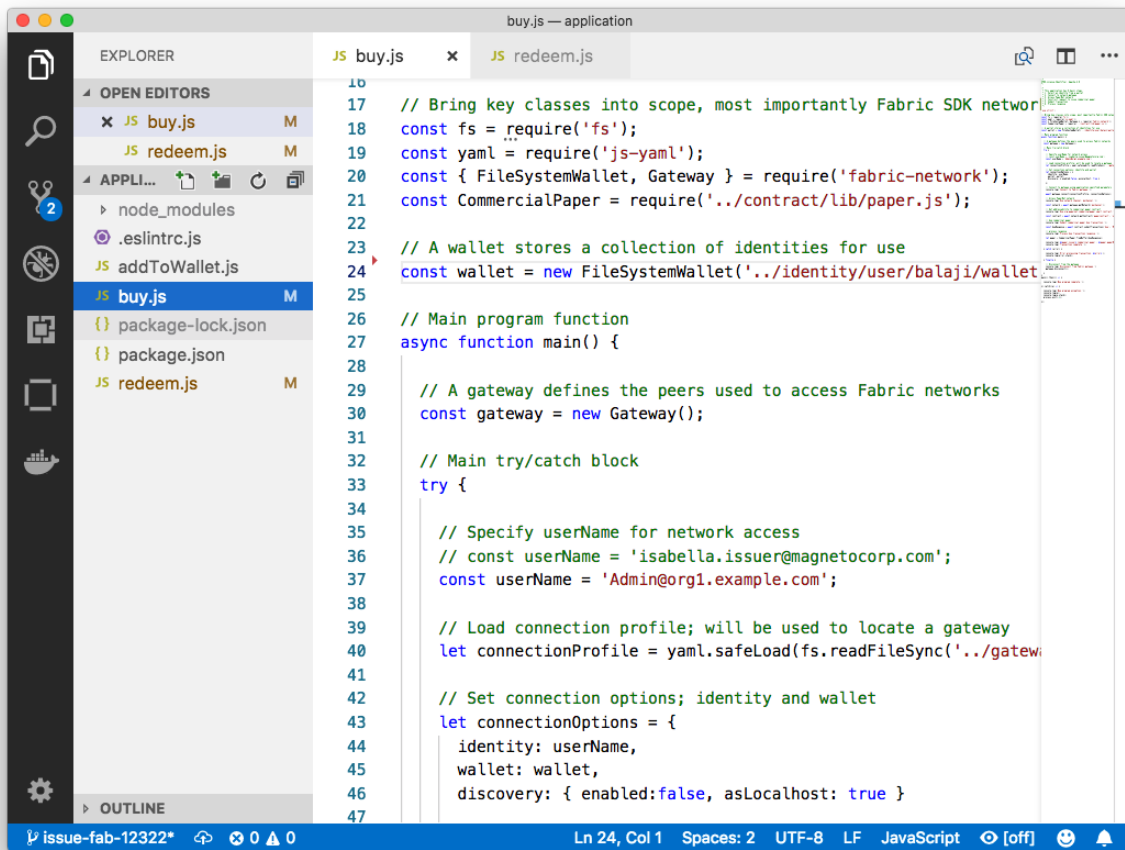 buy.js — application
EXPLORER
OPEN EDITORS
JS buy.js M
JS redeem.js M
APPLI...
node_modules
.eslintrc.js
JS addToWallet.js
JS buy.js M
{} package-lock.json
{} package.json
JS redeem.js M
OUTLINE
2
JS buy.js
JS redeem.js
16
17 // Bring key classes into scope, most importantly Fabric SDK networ
18 const fs = require('fs');
19 const yaml = require('js-yaml');
20 const { FileSystemWallet, Gateway } = require('fabric-network');
21 const CommercialPaper = require('../contract/lib/paper.js');
22
23 // A wallet stores a collection of identities for use
24 const wallet = new FileSystemWallet('../identity/user/balaji/wallet
25
26 // Main program function
27 async function main() {
28
29 // A gateway defines the peers used to access Fabric networks
30 const gateway = new Gateway();
31
32 // Main try/catch block
33 try {
34
35 // Specify userName for network access
36 // const userName = 'isabella.issuer@magnetocorp.com';
37 const userName = 'Admin@org1.example.com';
38
39 // Load connection profile; will be used to locate a gateway
40 let connectionProfile = yaml.safeLoad(fs.readFileSync('../gatew
41
42 // Set connection options; identity and wallet
43 let connectionOptions = {
44 identity: userName,
45 wallet: wallet,
46 discovery: { enabled:false, asLocalhost: true }
47
issue-fab-12322* 0 0 Ln 24, Col 1 Spaces: 2 UTF-8 LF JavaScript [off]